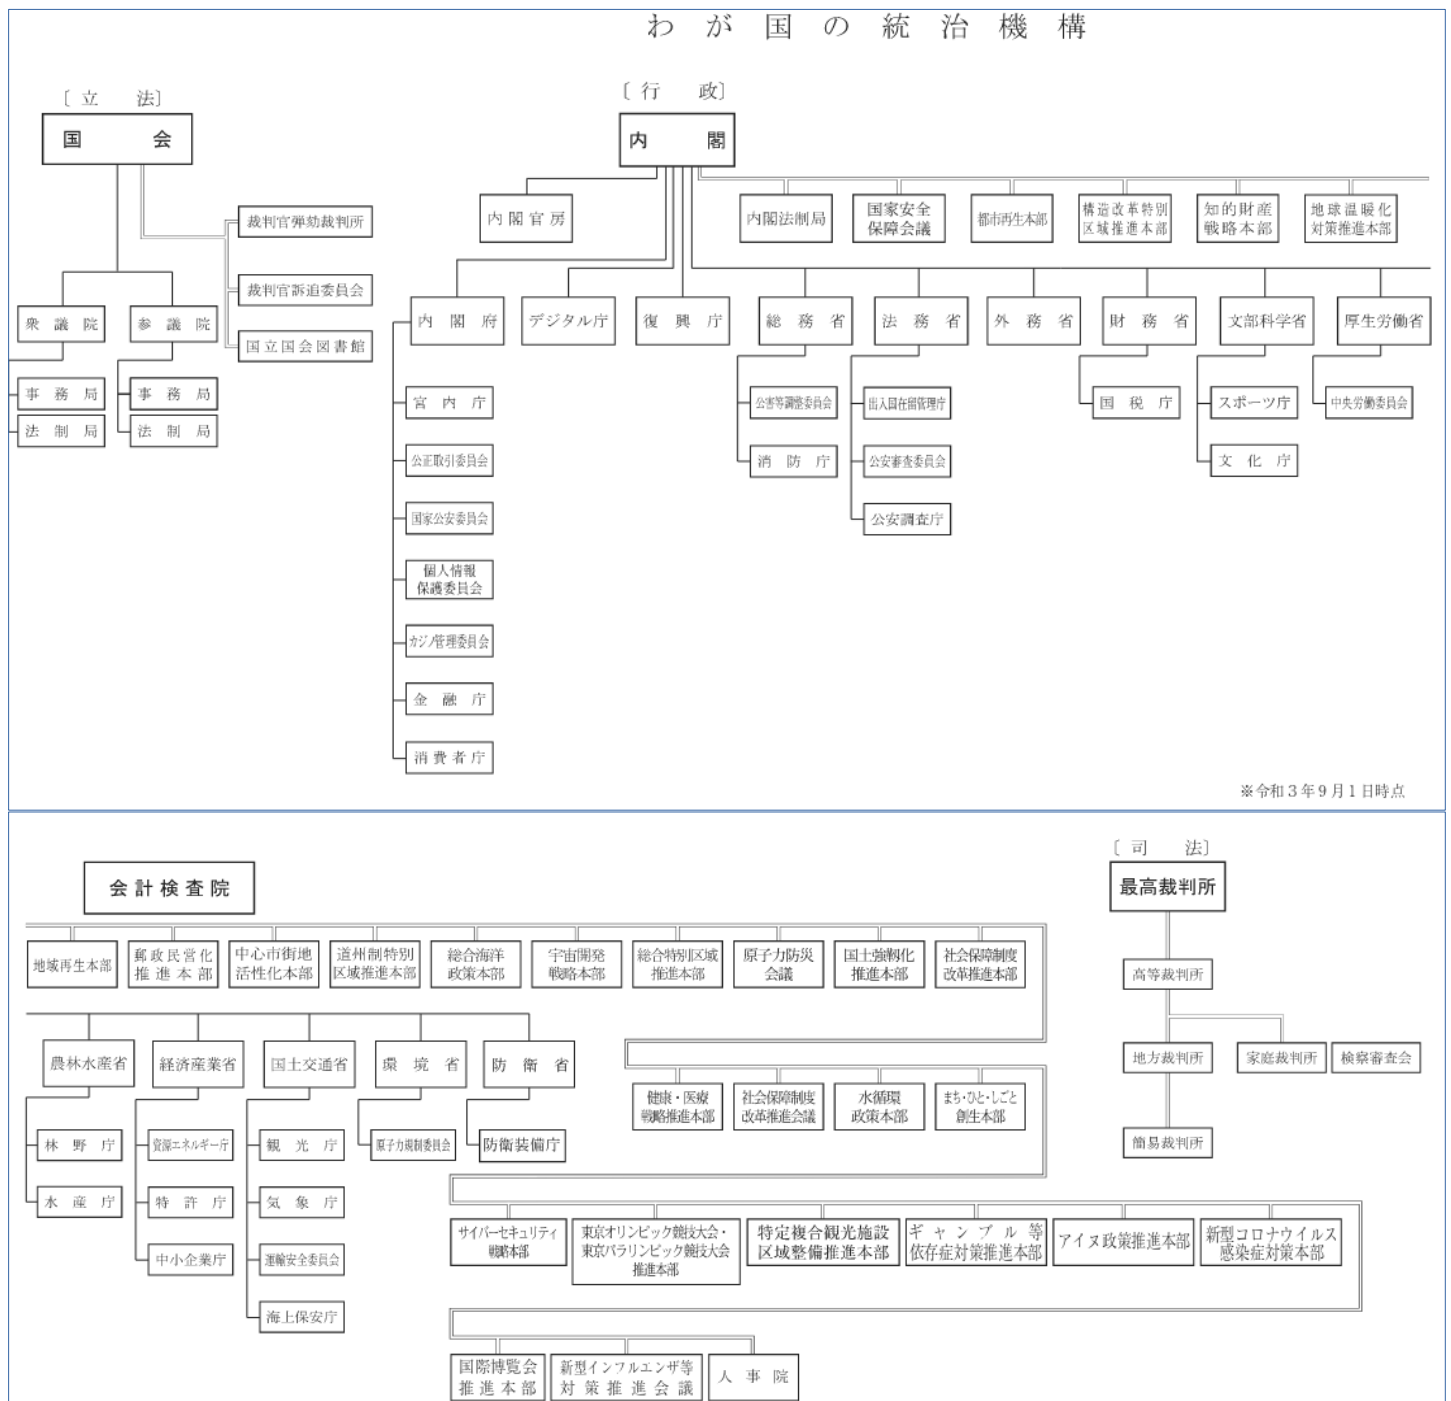 わが国の統治機構
〔立法〕
国会
裁判官弾劾裁判所
裁判官訴追委員会
国立国会図書館
衆議院
参議院
事務局
法制局
事務局
法制局
〔行政〕
内閣
内閣官房
内閣法制局
国家安全
保障会議
都市再生本部
構造改革特別
区域推進本部
知的財産
戦略本部
地球温暖化
対策推進本部
内閣府
デジタル庁
復興庁
総務省
法務省
外務省
財務省
文部科学省
厚生労働省
宮内庁
公正取引委員会
国家公安委員会
個人情報
保護委員会
カジノ管理委員会
金融庁
消費者庁
公害等調整委員会
消防庁
出入国在留管理庁
公安審査委員会
公安調査庁
国税庁
スポーツ庁
文化庁
中央労働委員会
※令和３年９月１日時点
会計検査院
地域再生本部
郵政民営化
推進本部
中心市街地
活性化本部
道州制特別
区域推進本部
総合海洋
政策本部
宇宙開発
戦略本部
総合特別区域
推進本部
原子力防災
会議
国土強靱化
推進本部
社会保障制度
改革推進本部
農林水産省
経済産業省
国土交通省
環境省
防衛省
林野庁
水産庁
資源エネルギー庁
特許庁
中小企業庁
観光庁
気象庁
運輸安全委員会
海上保安庁
原子力規制委員会
防衛装備庁
健康・医療
戦略推進本部
社会保障制度
改革推進会議
水循環
政策本部
まち・ひと・しごと
創生本部
サイバーセキュリティ
戦略本部
東京オリンピック競技大会・
東京パラリンピック競技大会
推進本部
特定複合観光施設
区域整備推進本部
ギャンブル等
依存症対策推進本部
アイヌ政策推進本部
新型コロナウイルス
感染症対策本部
国際博覧会
推進本部
新型インフルエンザ等
対策推進会議
人事院
〔司法〕
最高裁判所
高等裁判所
地方裁判所
家庭裁判所
検察審査会
簡易裁判所